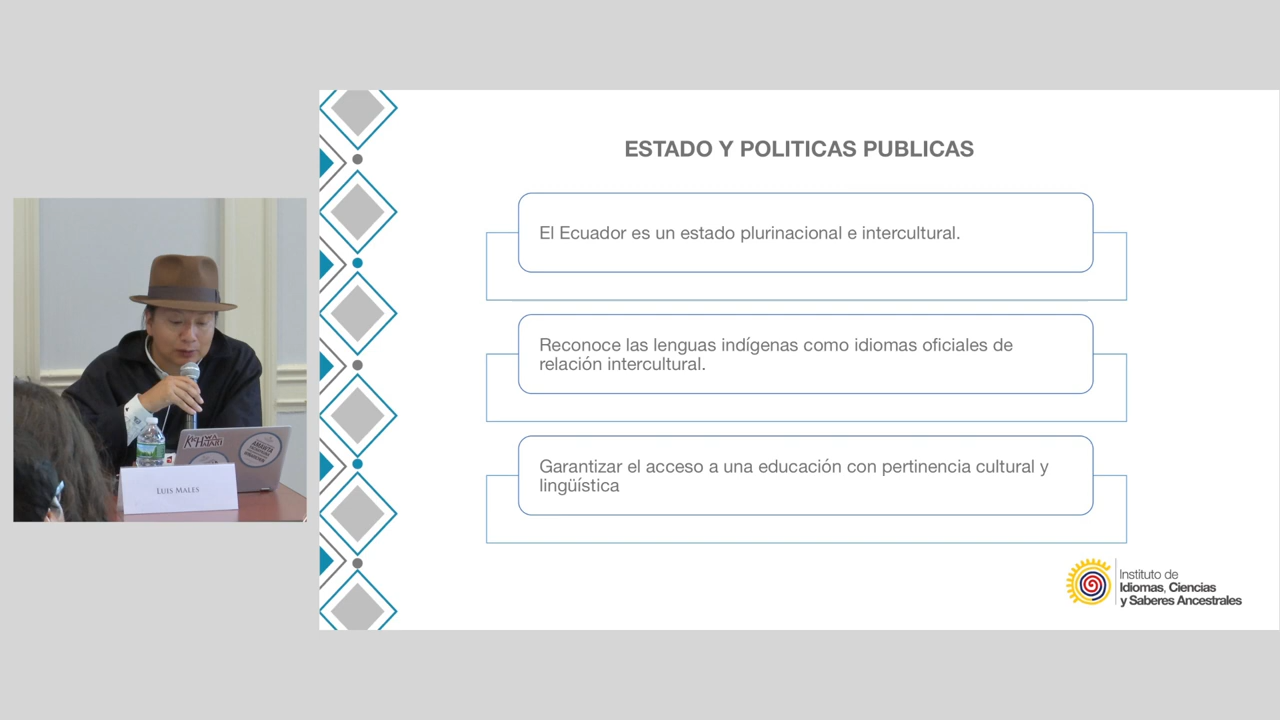 ESTADO Y POLITICAS PUBLICAS
El Ecuador es un estado plurinacional e intercultural.
Reconoce las lenguas indígenas como idiomas oficiales de
relación intercultural.
Garantizar el acceso a una educación con pertinencia cultural y
lingüística
Instituto de
Idiomas, Ciencias
y Saberes Ancestrales
LUIS MALES